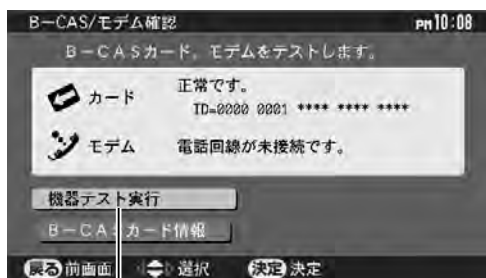 B-CAS/モデム確認 PM10:08
B-CASカード、モデムをテストします。
カード 正常です。
ID=0000 0001 **** **** ****
モデム 電話回線が未接続です。
機器テスト実行
B-CASカード情報
戻る 前画面 選択 決定 決定